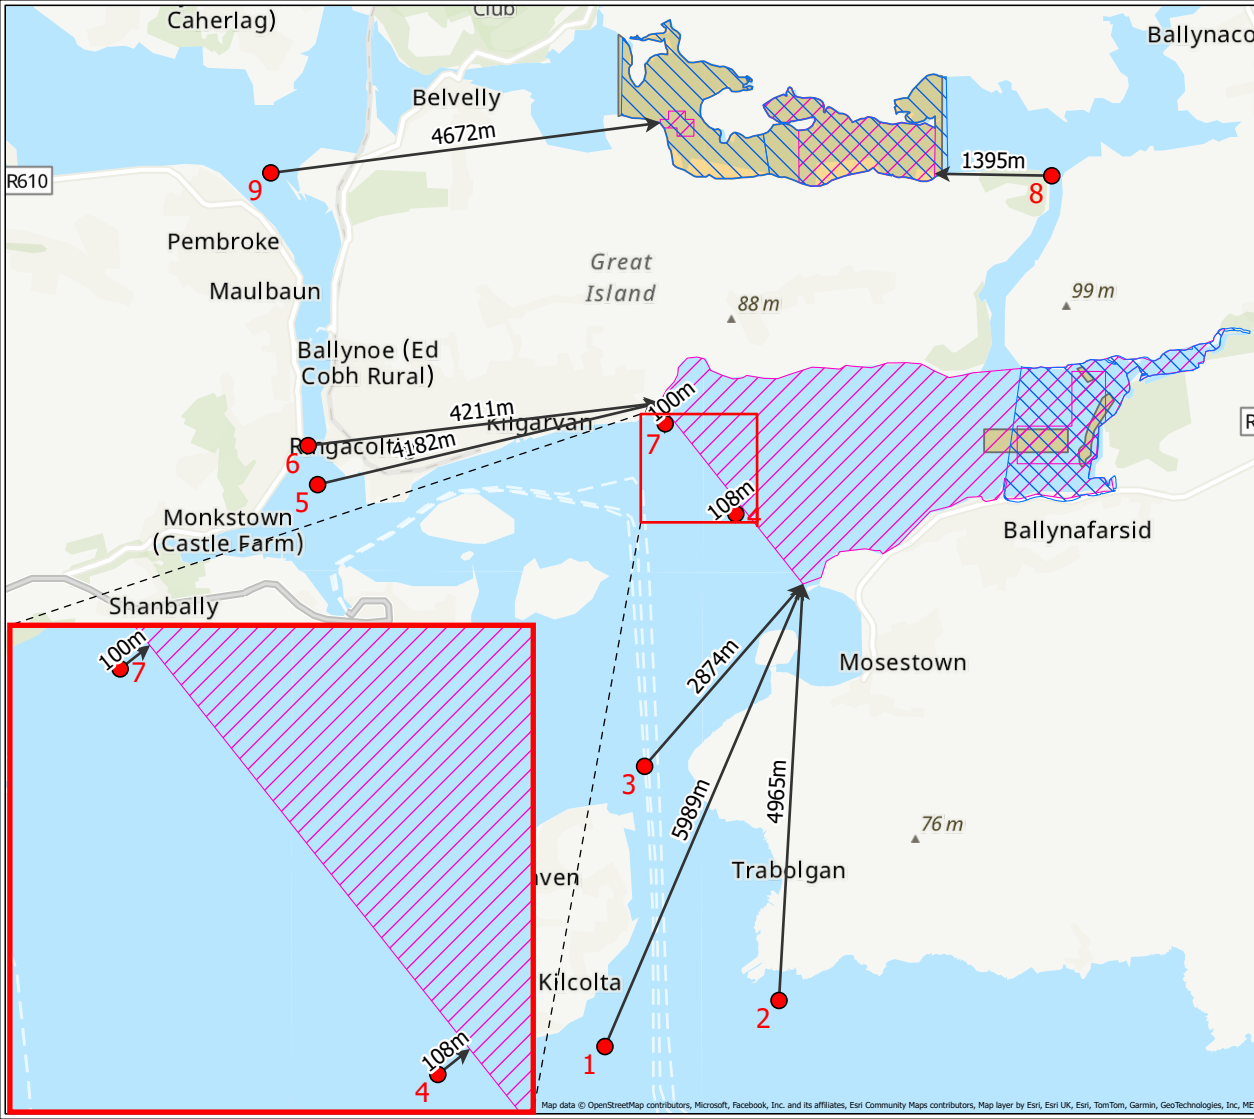 Club
Caherlag)
Ballynaco
Belvelly
4672m
1395m
R610
9
8
Pembroke
Great
Island
Maulbaun
88 m
99 m
Ballynoe (Ed
Cobh Rural)
100m
4211m
Kilgarvan
7
4182m
6
5
108m
4
R
Monkstown
(Castle Farm)
Ballynafarsid
Shanbally
100m
7
2874m
Mosestown
3
5989m
4965m
76 m
Trabolgan
aven
Kilcolta
2
108m
4
1
Map data © OpenStreetMap contributors, Microsoft, Facebook, Inc. and its affiliates, Esri Community Maps contributors, Map layer by Esri, Esri UK, Esri, TomTom, Garmin, GeoTechnologies, Inc, ME